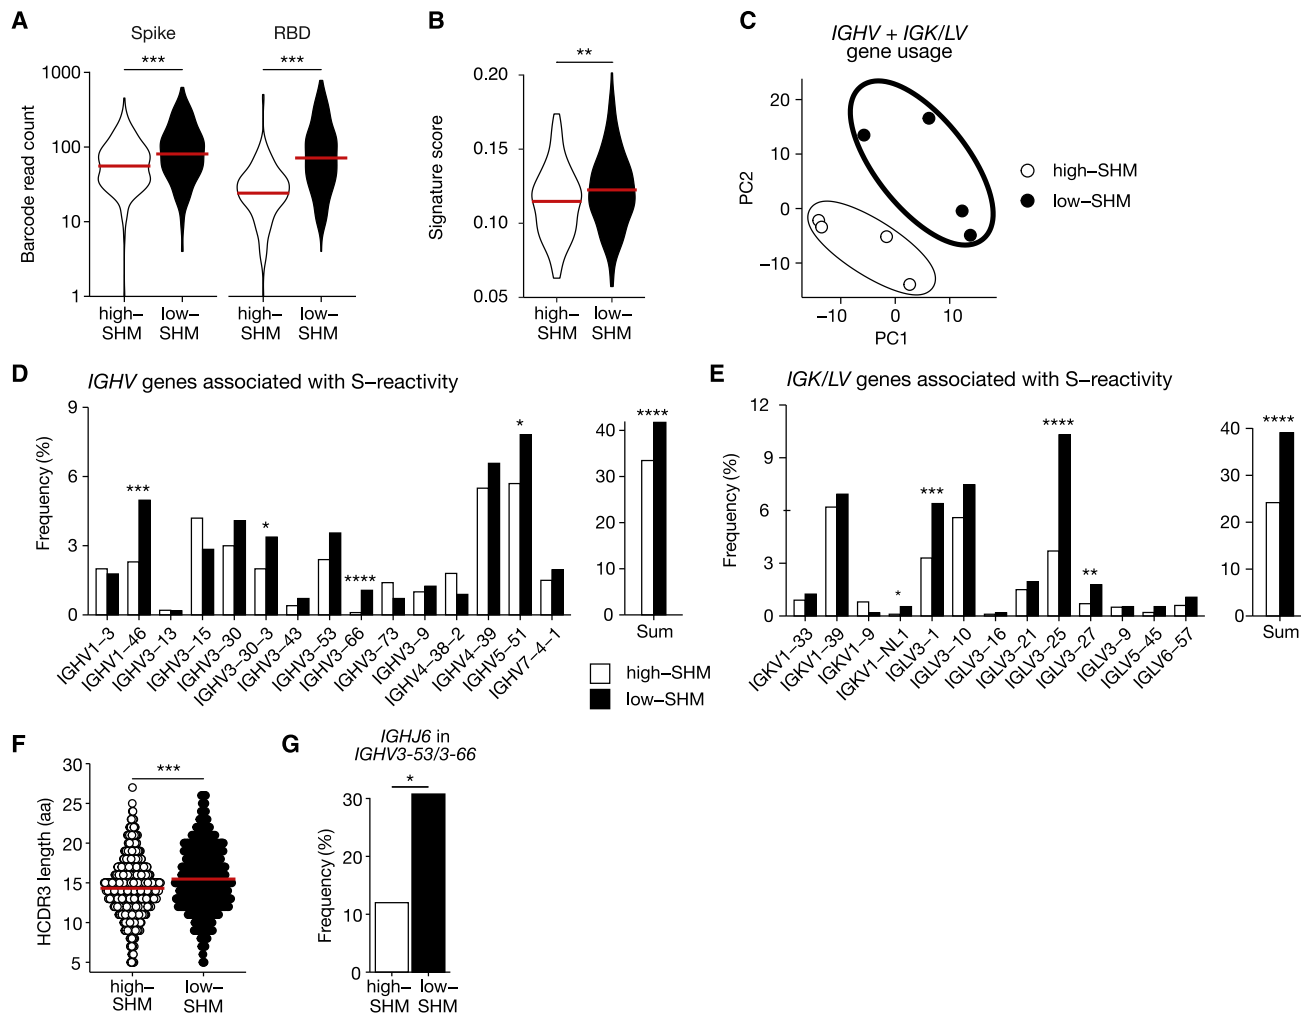 A
Spike
RBD
***
***
1000
100
10
1
Barcode read count
high–
SHM
low–
SHM
high–
SHM
low–
SHM
B
**
0.20
0.15
0.10
0.05
Signature score
high–
SHM
low–
SHM
C
IGHV + IGK/LV
gene usage
20
10
0
−10
PC2
−10
0
10
PC1
high–SHM
low–SHM
D
IGHV genes associated with S–reactivity
9
6
3
0
Frequency (%)
***
*
****
*
IGHV1–3
IGHV1–46
IGHV3–13
IGHV3–15
IGHV3–30
IGHV3–30–3
IGHV3–43
IGHV3–53
IGHV3–66
IGHV3–73
IGHV3–9
IGHV4–38–2
IGHV4–39
IGHV5–51
IGHV7–4–1
****
40
30
20
10
0
Sum
high–SHM
low–SHM
E
IGK/LV genes associated with S–reactivity
12
9
6
3
0
Frequency (%)
*
***
****
**
IGKV1–33
IGKV1–39
IGKV1–9
IGKV1–NL1
IGLV3–1
IGLV3–10
IGLV3–16
IGLV3–21
IGLV3–25
IGLV3–27
IGLV3–9
IGLV5–45
IGLV6–57
****
40
30
20
10
0
Sum
F
***
30
25
20
15
10
5
HCDR3 length (aa)
high–
SHM
low–
SHM
G
IGHJ6 in
IGHV3-53/3-66
*
30
20
10
0
Frequency (%)
high–
SHM
low–
SHM